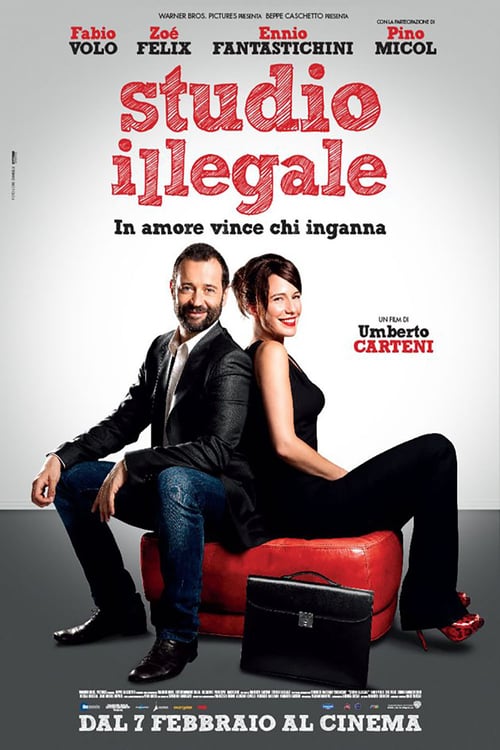 WARNER BROS. PICTURES PRESENTA BEPPE CASCHETTO PRESENTA
Fabio VOLO
Zoé FELIX
Ennio FANTASTICHINI
CON LA PARTECIPAZIONE DI
Pino MICOL
studio
illegale
In amore vince chi inganna
UN FILM DI
Umberto
CARTENI
DAL 7 FEBBRAIO AL CINEMA